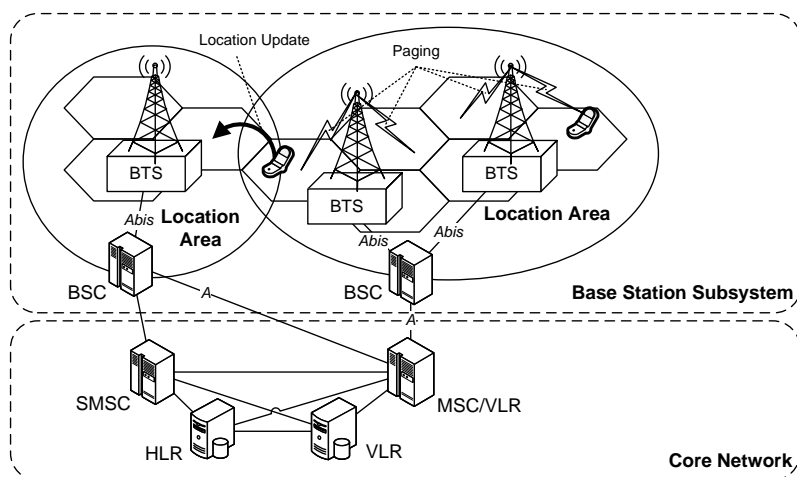 Location Update
Paging
BTS
BTS
BTS
Abis
Location
Area
Location Area
Abis
Abis
BSC
BSC
Base Station Subsystem
A
A
SMSC
MSC/VLR
HLR
VLR
Core Network